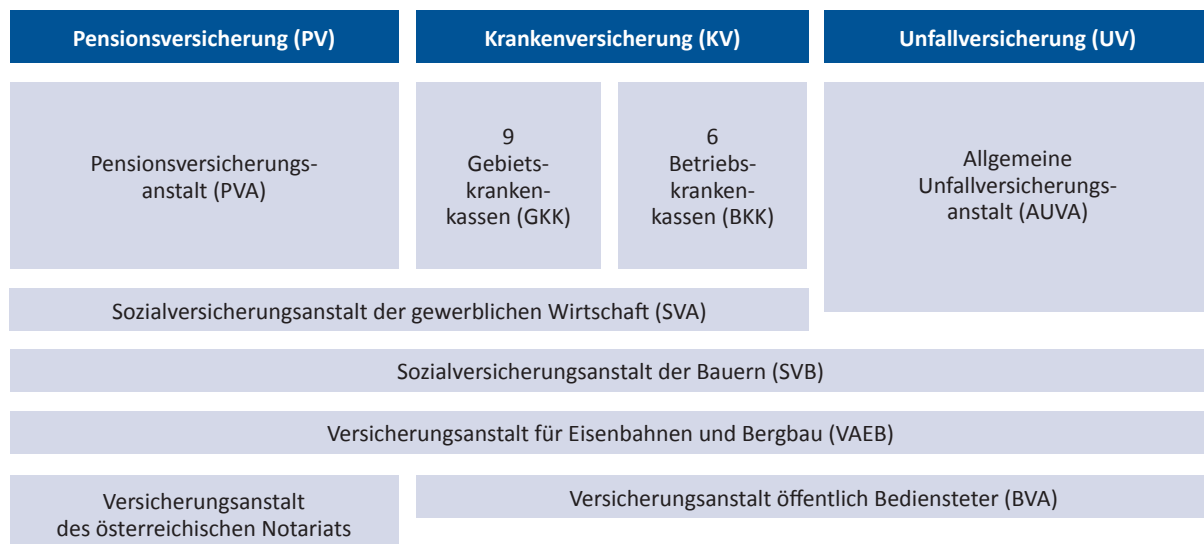 Pensionsversicherung (PV)
Krankenversicherung (KV)
Unfallversicherung (UV)
Pensionsversicherungs-
anstalt (PVA)
9
Gebiets-
kranken-
kassen (GKK)
6
Betriebs-
kranken-
kassen (BKK)
Allgemeine
Unfallversicherungs-
anstalt (AUVA)
Sozialversicherungsanstalt der gewerblichen Wirtschaft (SVA)
Sozialversicherungsanstalt der Bauern (SVB)
Versicherungsanstalt für Eisenbahnen und Bergbau (VAEB)
Versicherungsanstalt
des österreichischen Notariats
Versicherungsanstalt öffentlich Bediensteter (BVA)